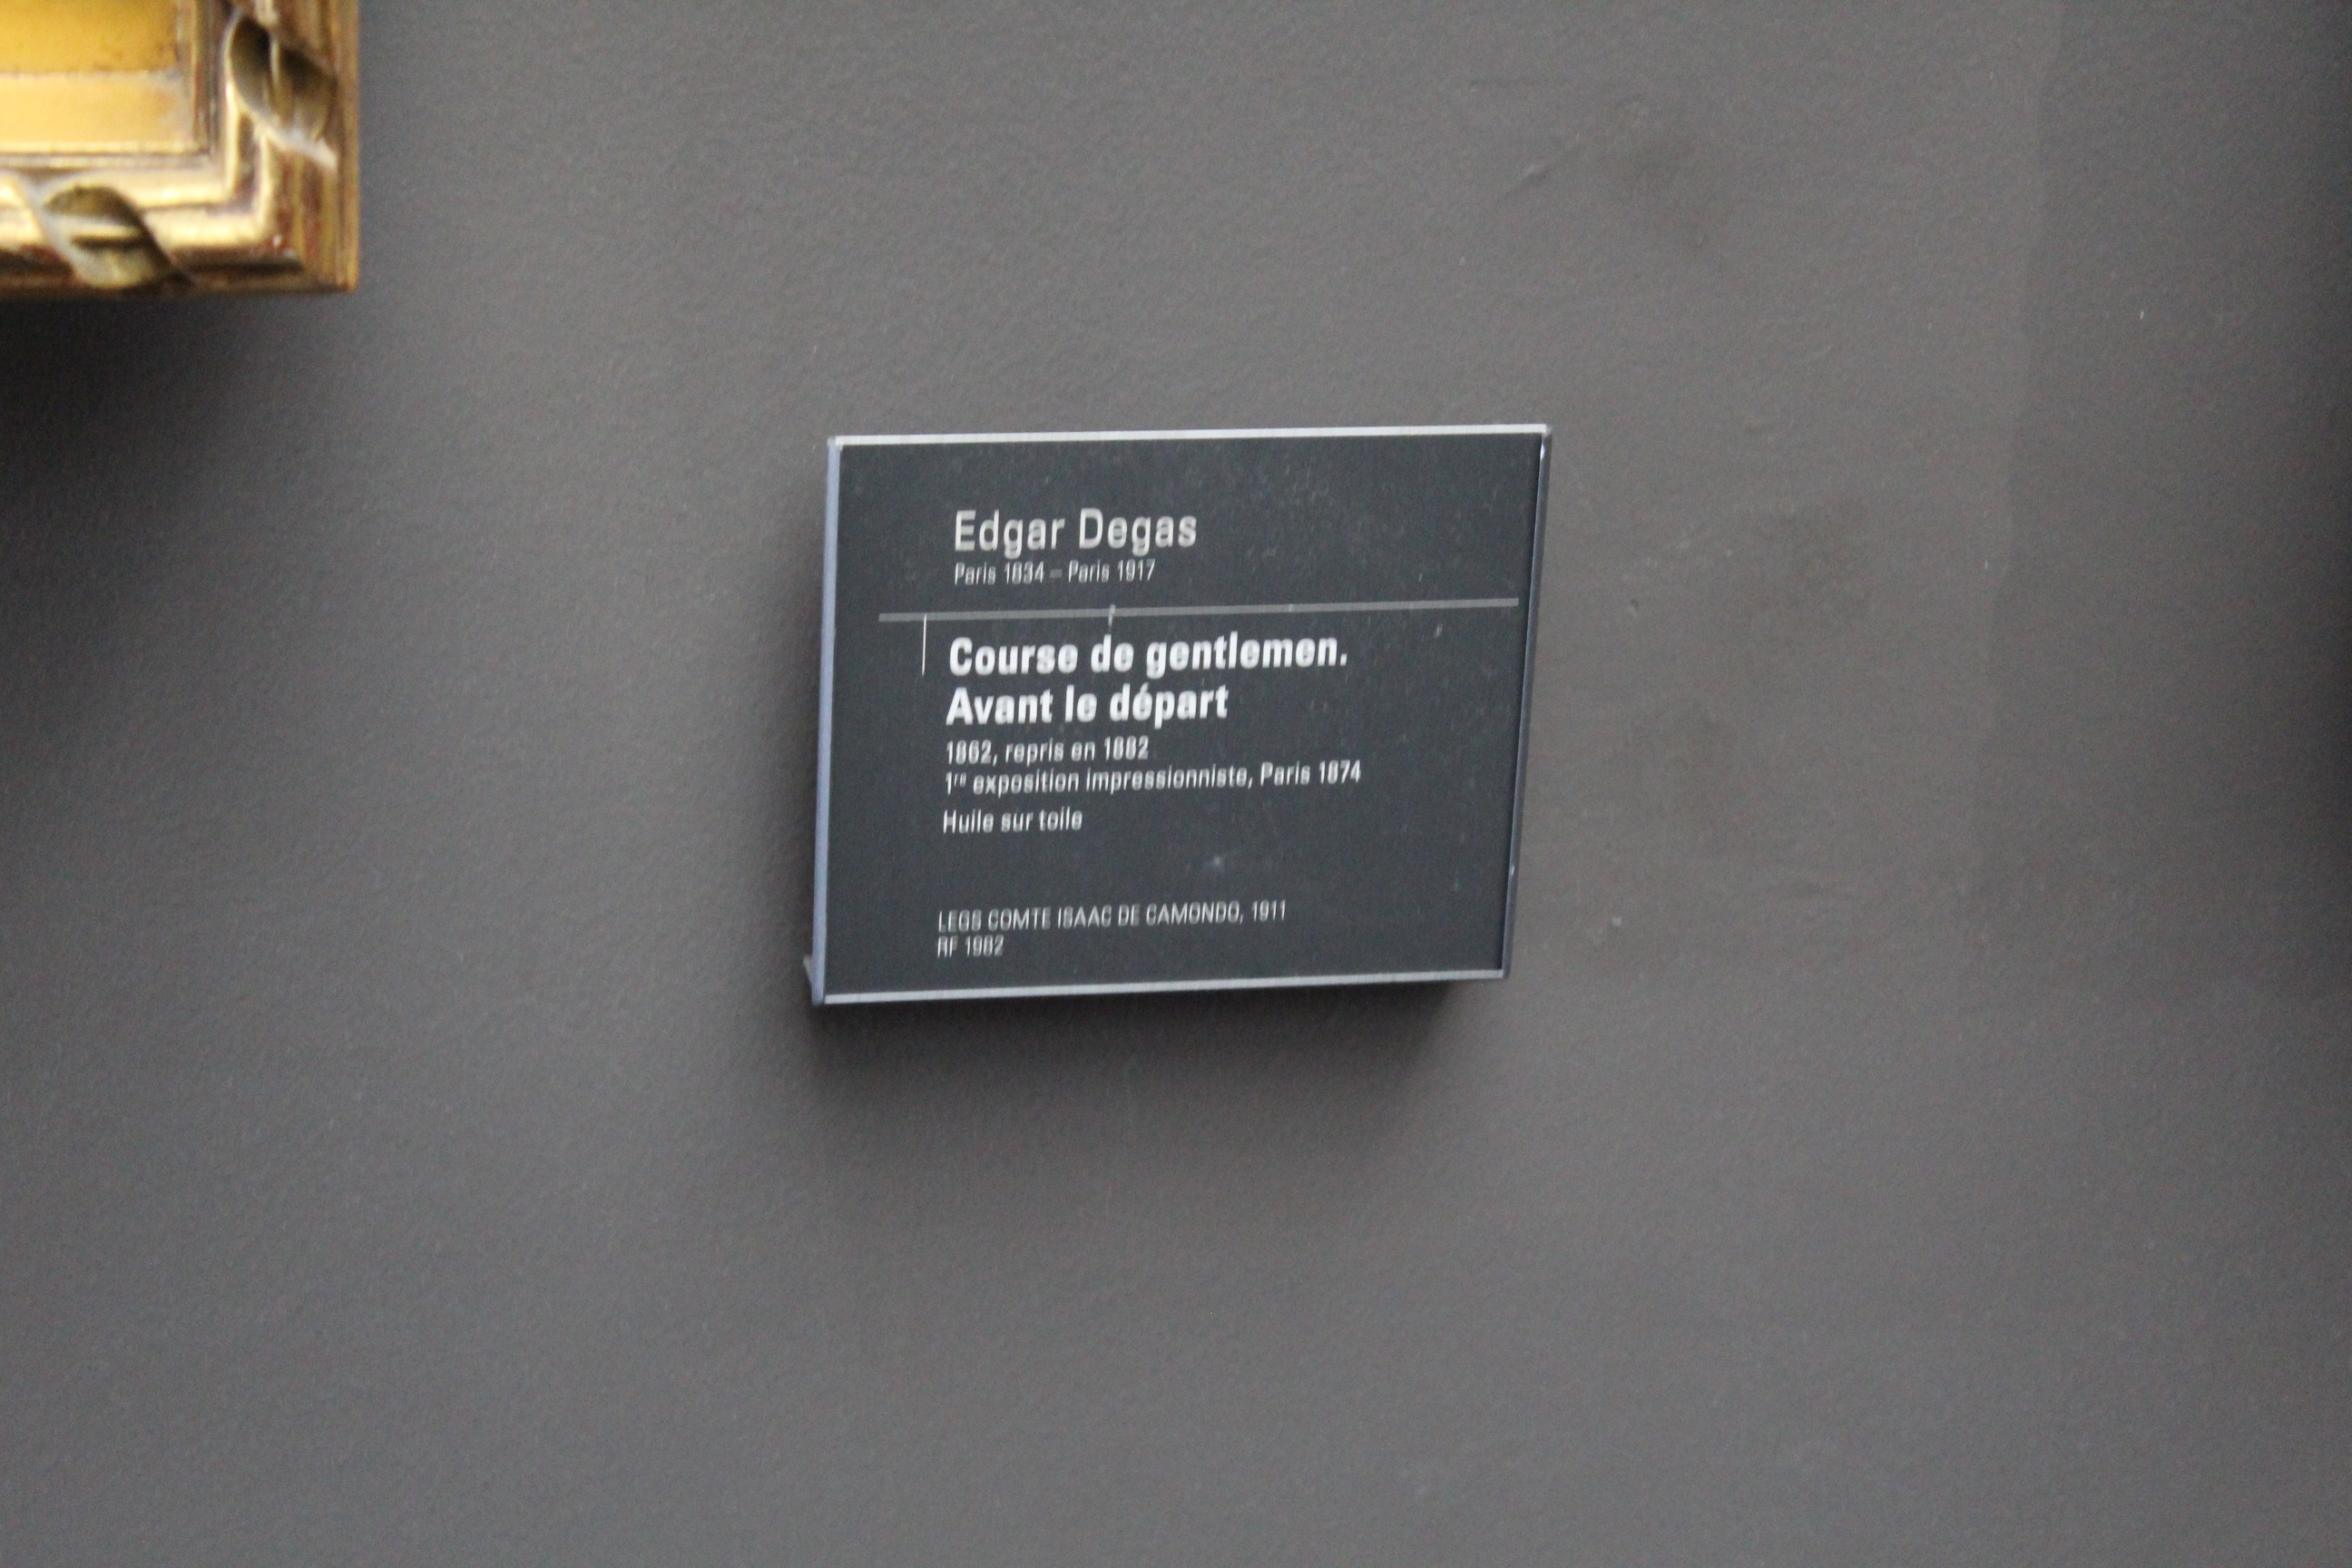 Edgar Degas
Paris 1834 – Paris 1917
Course de gentlemen.
Avant le départ
1862, repris en 1882
1re exposition impressionniste, Paris 1874
Huile sur toile
LEGS COMTE ISAAC DE CAMONDO, 1911
RF 1982